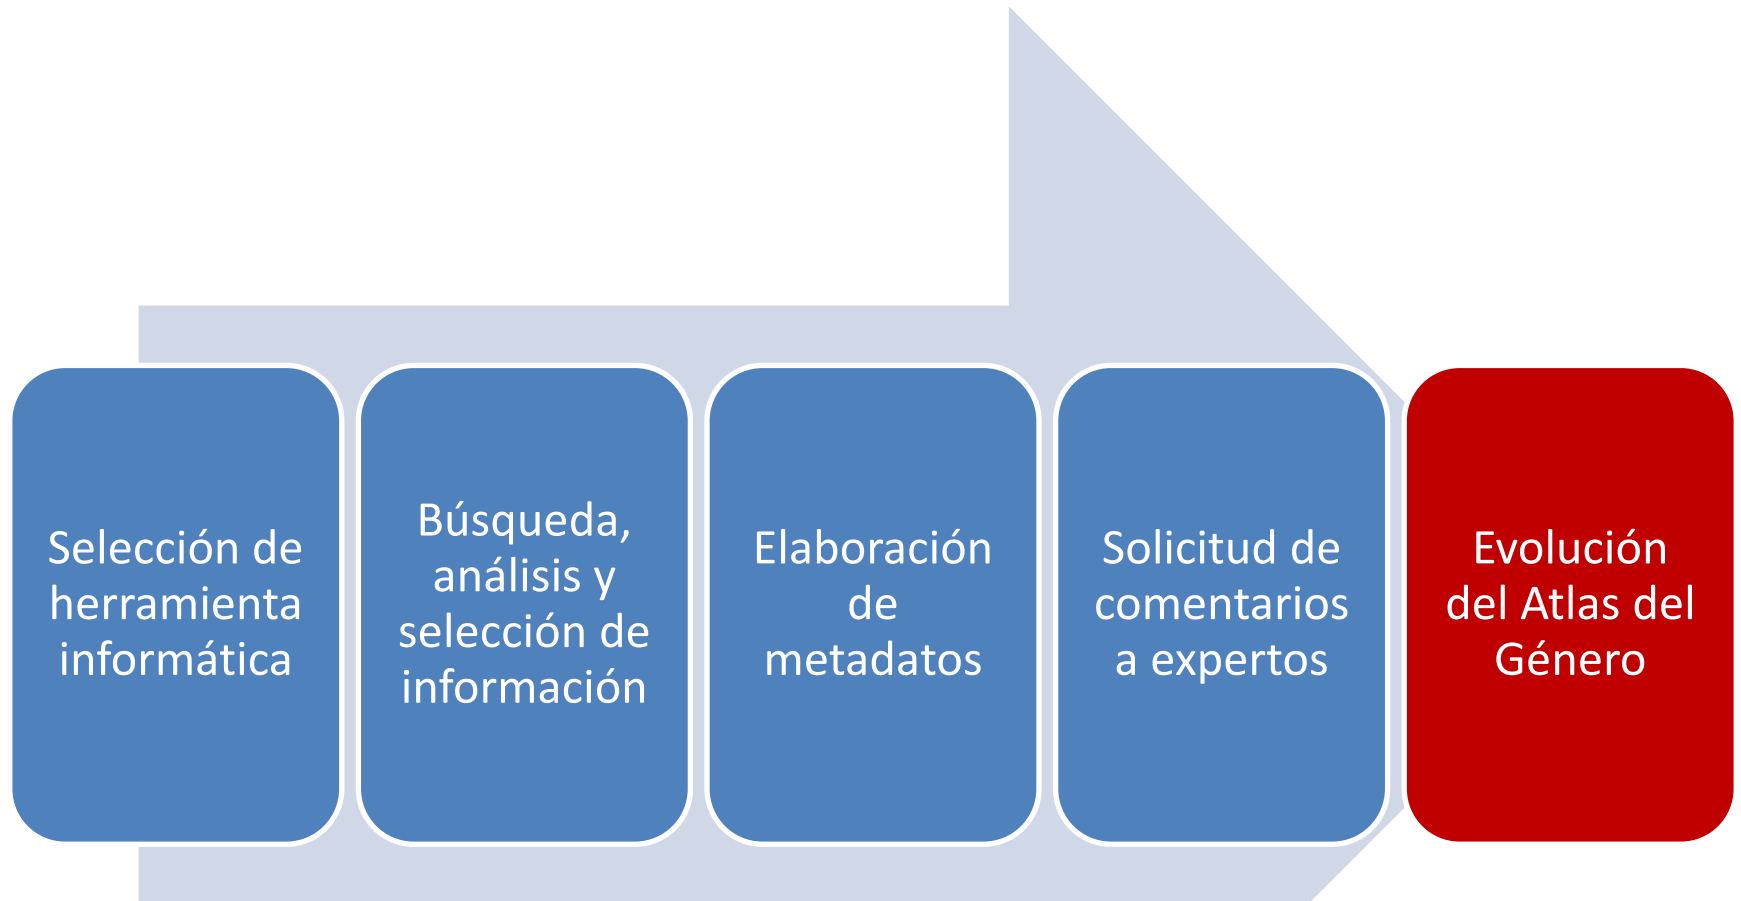 Selección de
herramienta
informática
Búsqueda,
análisis y
selección de
información
Elaboración
de
metadatos
Solicitud de
comentarios
a expertos
Evolución
del Atlas del
Género